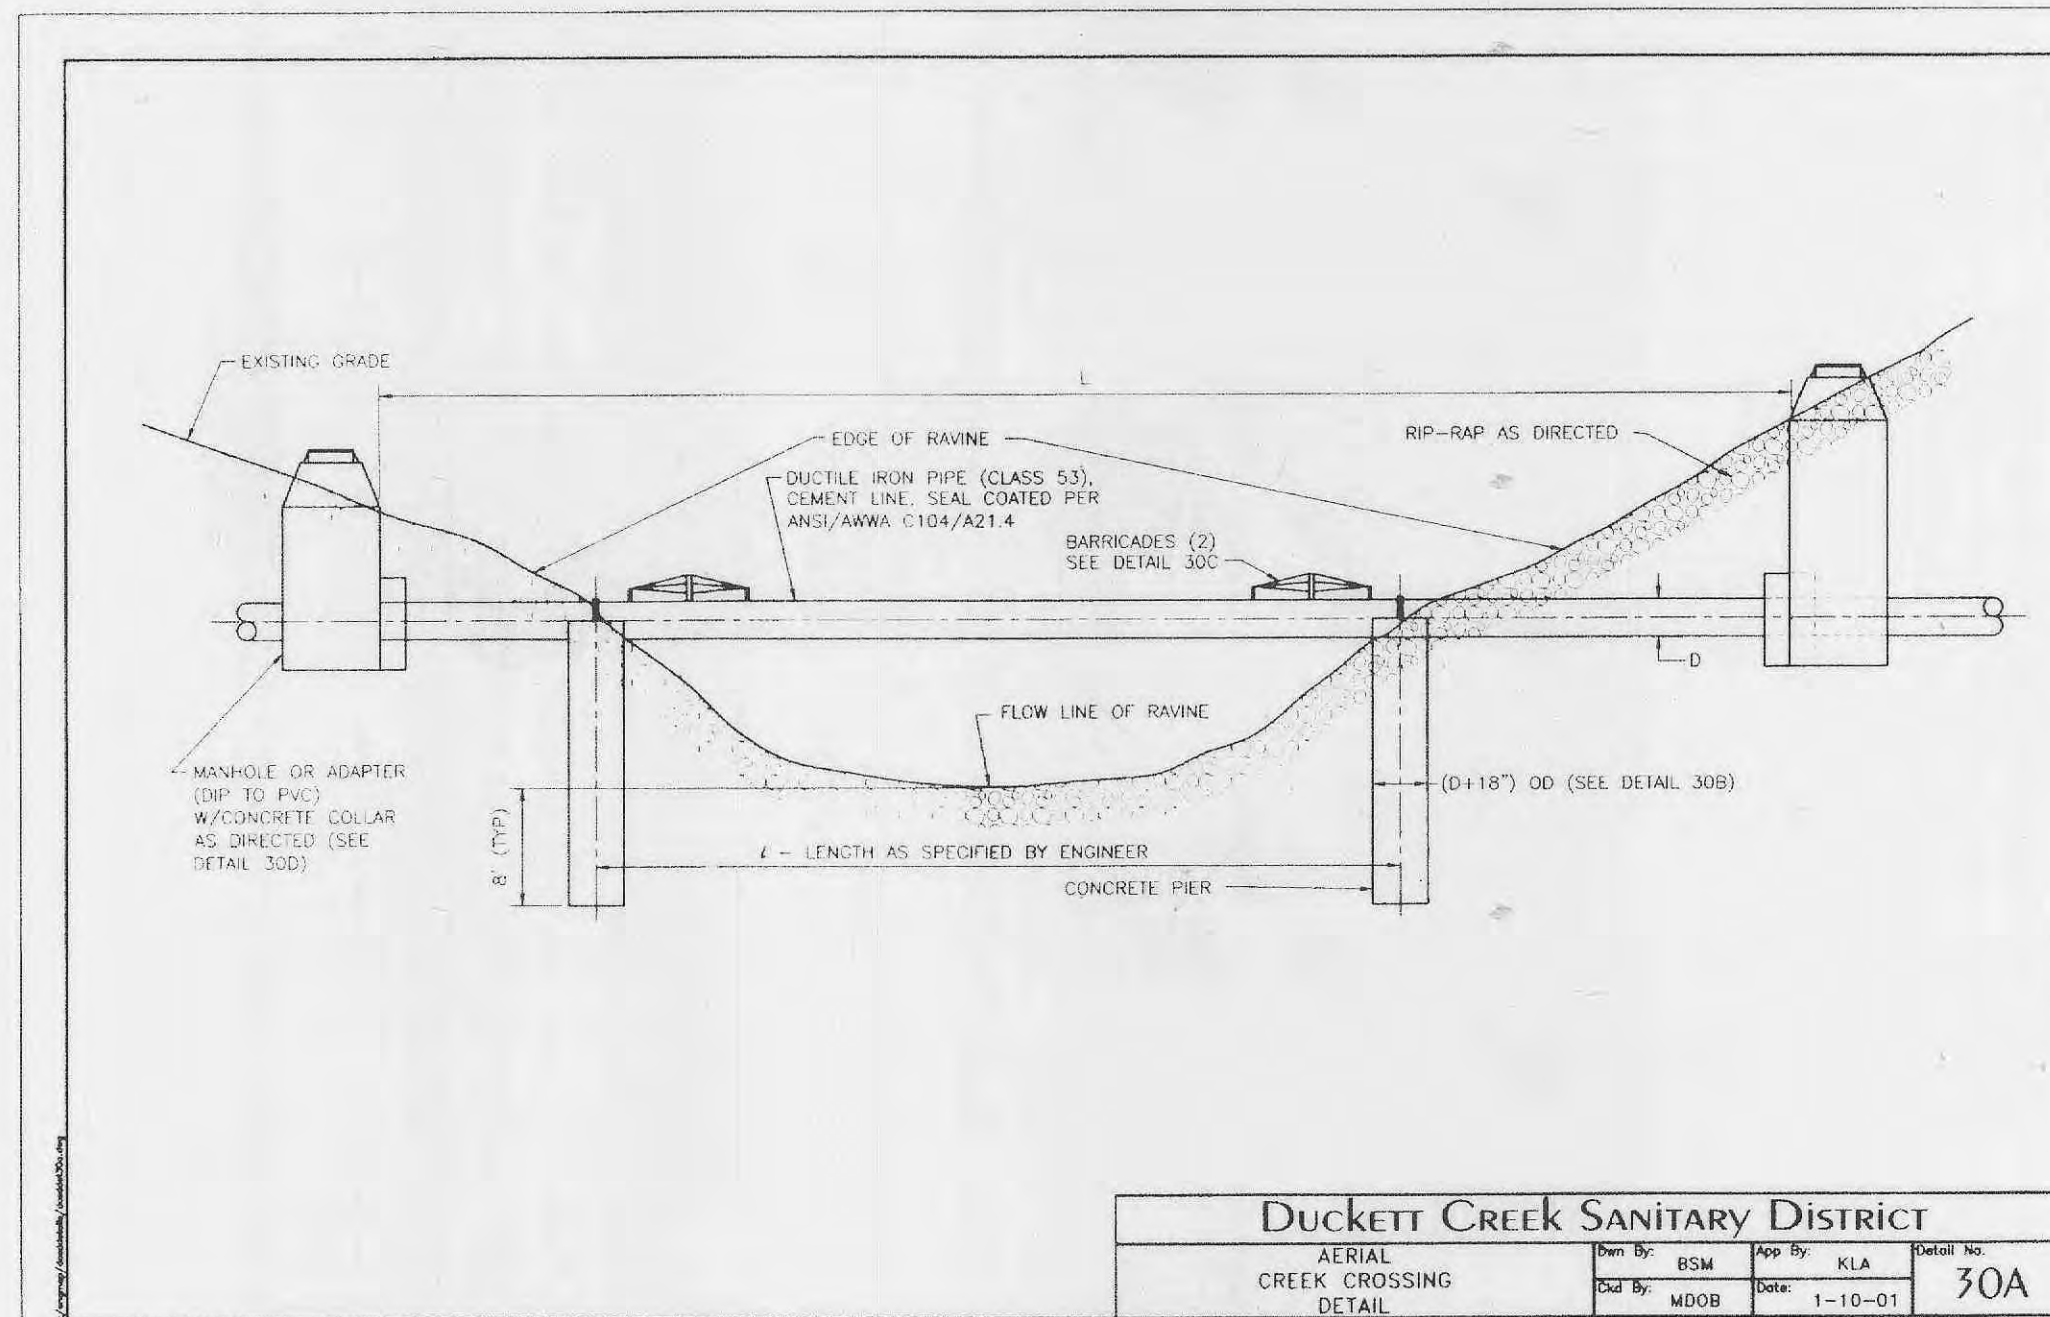 EXISTING GRADE
L
EDGE OF RAVINE
RIP-RAP AS DIRECTED
DUCTILE IRON PIPE (CLASS 53),
CEMENT LINE, SEAL COATED PER
ANSI/AWWA C104/A21.4
BARRICADES (2)
SEE DETAIL 30C
D
FLOW LINE OF RAVINE
MANHOLE OR ADAPTER
(DIP TO PVC)
W/CONCRETE COLLAR
AS DIRECTED (SEE
DETAIL 30D)
(D+18") OD (SEE DETAIL 30B)
8' (TYP)
ℓ - LENGTH AS SPECIFIED BY ENGINEER
CONCRETE PIER
DUCKETT CREEK SANITARY DISTRICT
AERIAL
CREEK CROSSING
DETAIL
Dwn By: BSM
App By: KLA
Detail No.
30A
Ckd By: MDOB
Date: 1-10-01